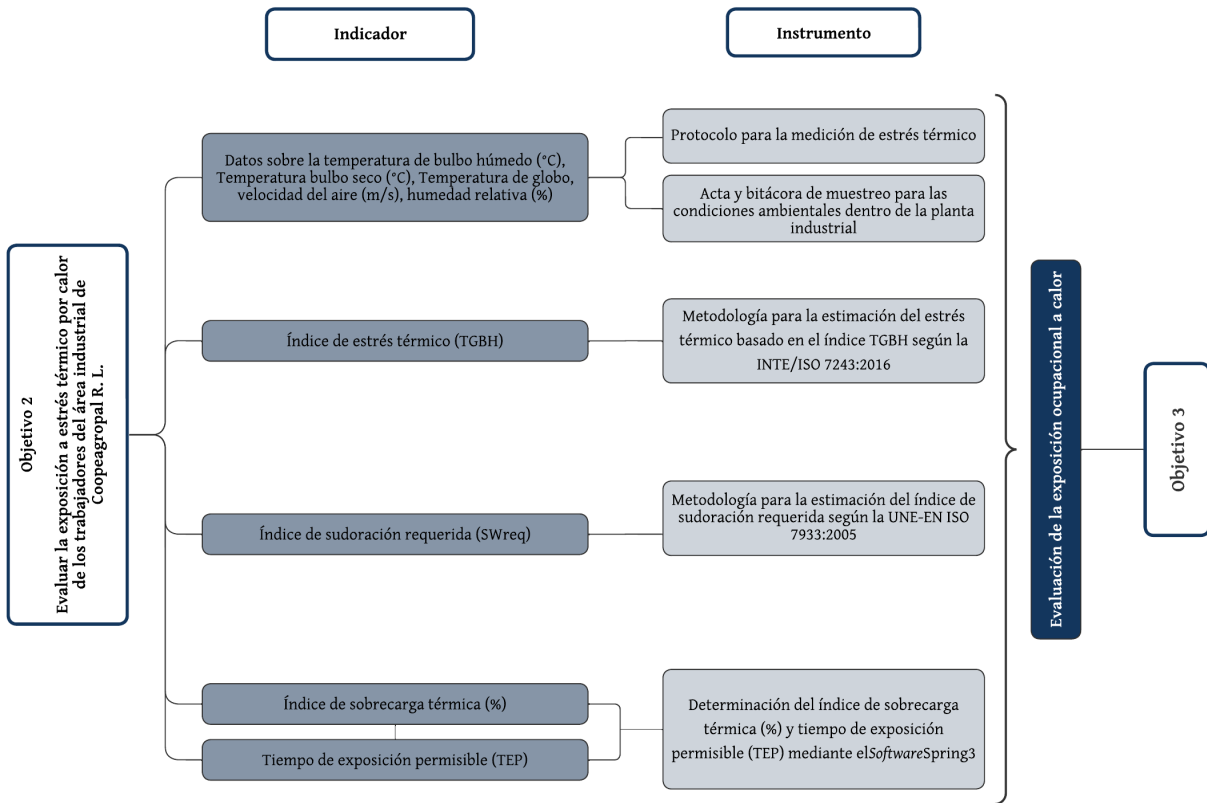 Indicador
Instrumento
Objetivo 2
Evaluar la exposición a estrés térmico por calor
de los trabajadores del área industrial de
Coopeagropal R. L.
Datos sobre la temperatura de bulbo húmedo (°C),
Temperatura bulbo seco (°C), Temperatura de globo,
velocidad del aire (m/s), humedad relativa (%)
Protocolo para la medición de estrés térmico
Acta y bitácora de muestreo para las
condiciones ambientales dentro de la planta
industrial
Índice de estrés térmico (TGBH)
Metodología para la estimación del estrés
térmico basado en el índice TGBH según la
INTE/ISO 7243:2016
Índice de sudoración requerida (SWreq)
Metodología para la estimación del índice de
sudoración requerida según la UNE-EN ISO
7933:2005
Índice de sobrecarga térmica (%)
Tiempo de exposición permisible (TEP)
Determinación del índice de sobrecarga
térmica (%) y tiempo de exposición
permisible (TEP) mediante elSoftwareSpring3
Evaluación de la exposición ocupacional a calor
Objetivo 3